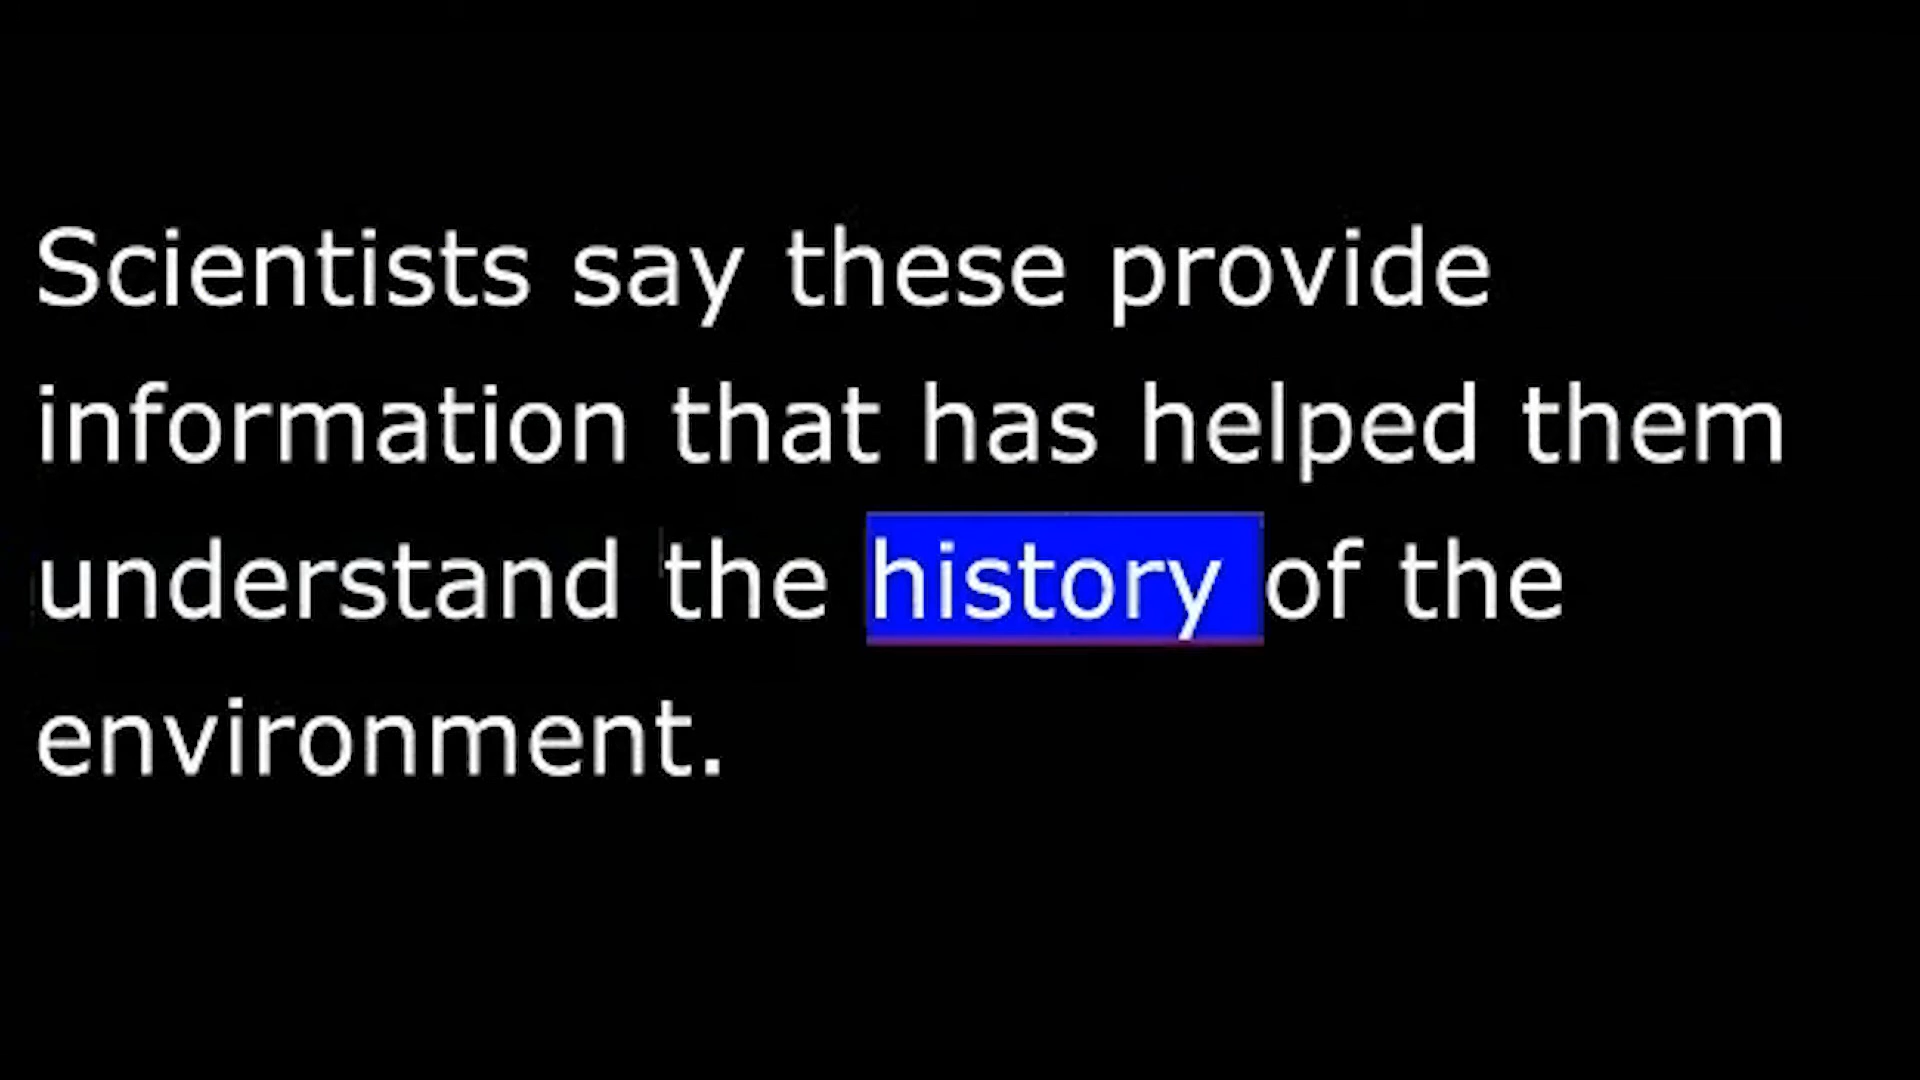 Scientists say these provide
information that has helped them
understand the history of the
environment.